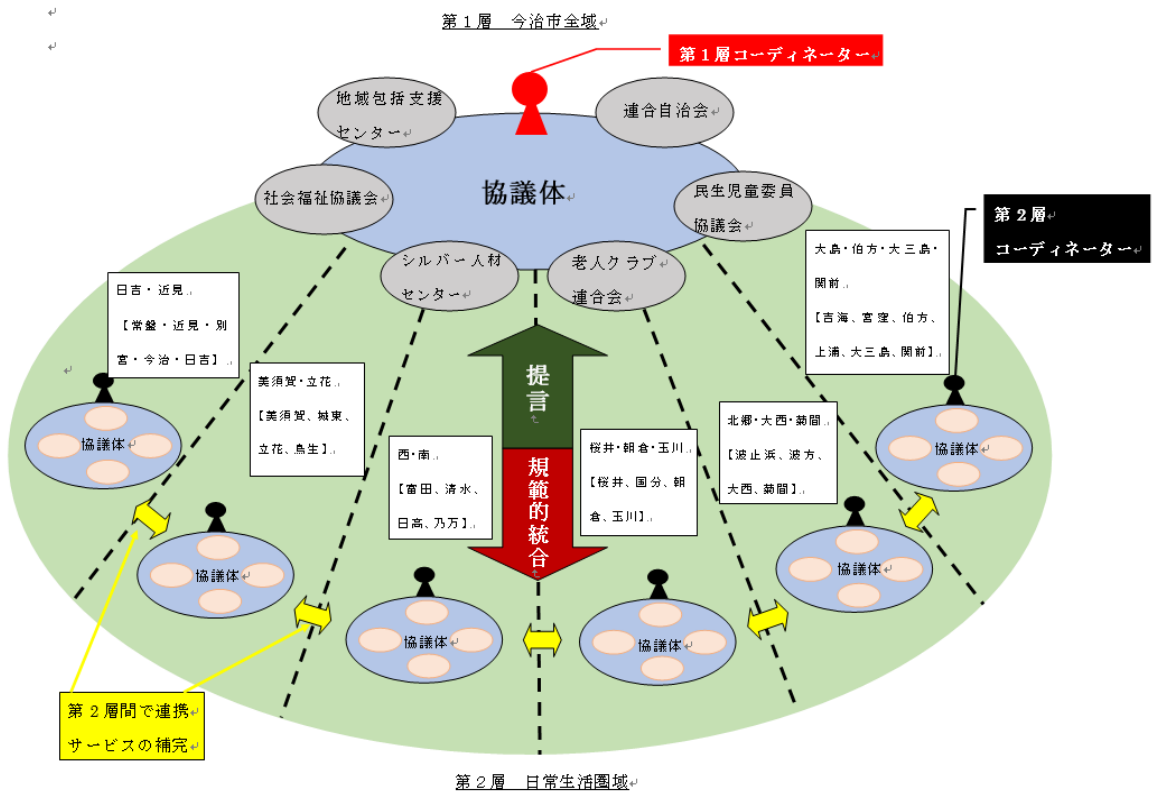 第１層　今治市全域
第１層コーディネーター
地域包括支援
センター
連合自治会
社会福祉協議会
協議体
民生児童委員
協議会
シルバー人材
センター
老人クラブ
連合会
第２層
コーディネーター
大島・伯方・大三島・
関前
【吉海、宮窪、伯方、
上浦、大三島、関前】
日吉・近見
【常盤・近見・別
宮・今治・日吉】
美須賀・立花
【美須賀、城東、
立花、鳥生】
西・南
【富田、清水、
日高、乃万】
提言
規範的統合
桜井・朝倉・玉川
【桜井、国分、朝
倉、玉川】
北郷・大西・菊間
【波止浜、波方、
大西、菊間】
協議体
協議体
協議体
協議体
協議体
協議体
第２層間で連携
サービスの補完
第２層　日常生活圏域